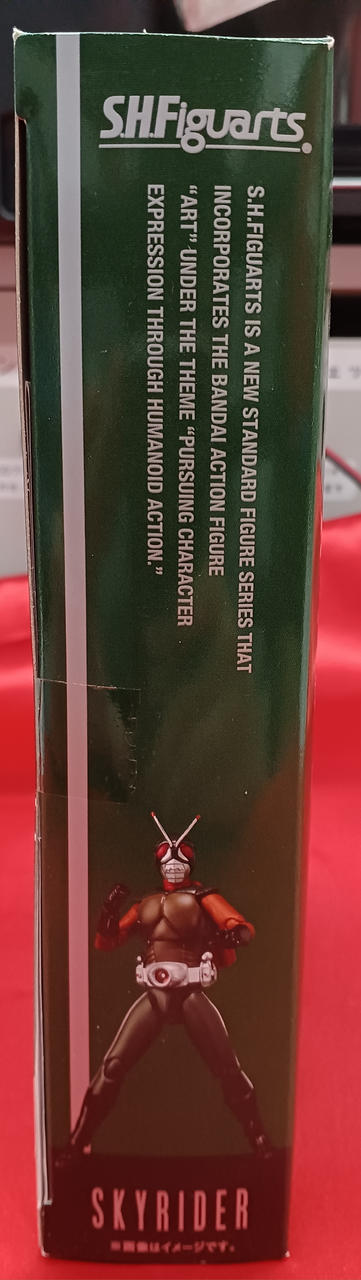 S.H.Figuarts
S.H.FIGUARTS IS A NEW STANDARD FIGURE SERIES THAT
INCORPORATES THE BANDAI ACTION FIGURE
“ART” UNDER THE THEME “PURSUING CHARACTER
EXPRESSION THROUGH HUMANOID ACTION.”
SKYRIDER
※画像はイメージです。